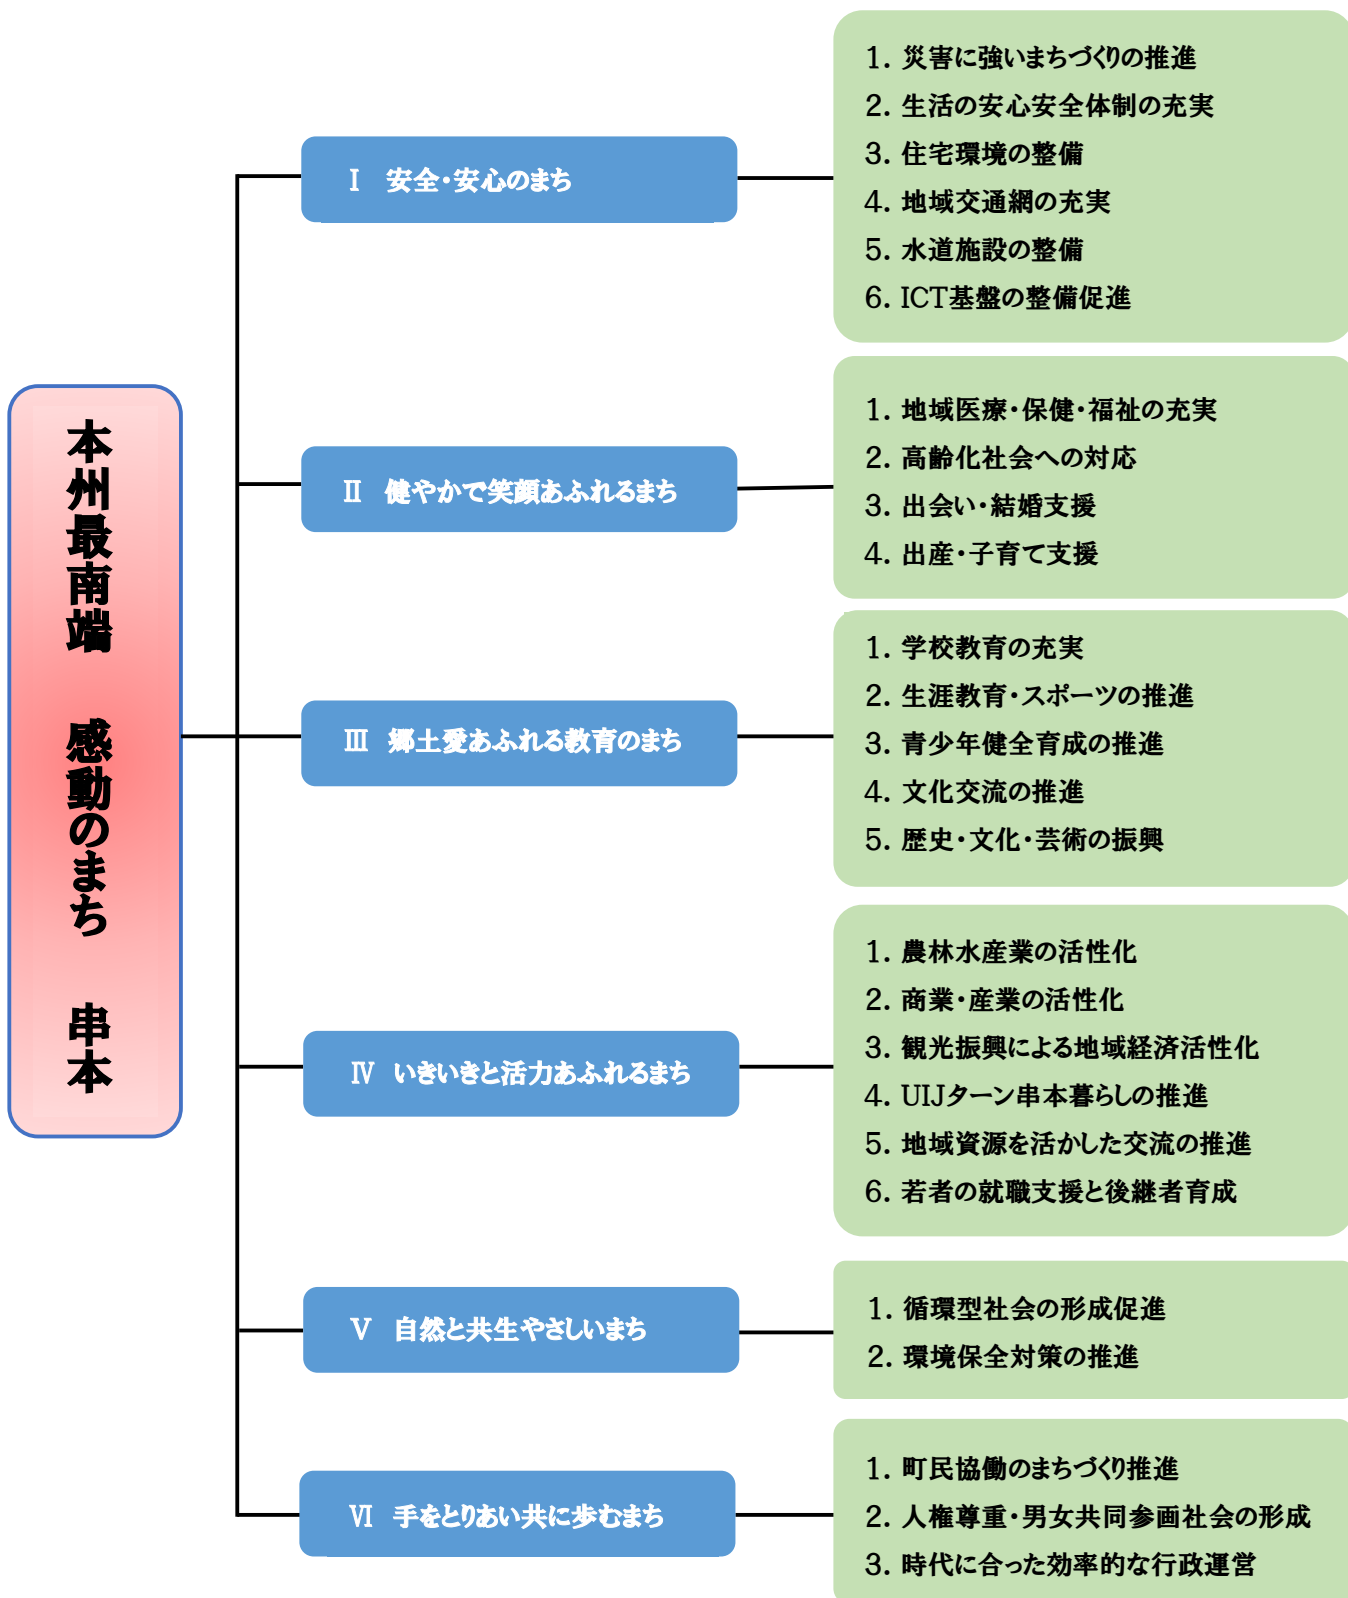 本州最南端　感動のまち　串本
Ⅰ　安全・安心のまち
1. 災害に強いまちづくりの推進
2. 生活の安心安全体制の充実
3. 住宅環境の整備
4. 地域交通網の充実
5. 水道施設の整備
6. ICT基盤の整備促進
Ⅱ　健やかで笑顔あふれるまち
1. 地域医療・保健・福祉の充実
2. 高齢化社会への対応
3. 出会い・結婚支援
4. 出産・子育て支援
Ⅲ　郷土愛あふれる教育のまち
1. 学校教育の充実
2. 生涯教育・スポーツの推進
3. 青少年健全育成の推進
4. 文化交流の推進
5. 歴史・文化・芸術の振興
Ⅳ　いきいきと活力あふれるまち
1. 農林水産業の活性化
2. 商業・産業の活性化
3. 観光振興による地域経済活性化
4. UIJターン串本暮らしの推進
5. 地域資源を活かした交流の推進
6. 若者の就職支援と後継者育成
Ⅴ　自然と共生やさしいまち
1. 循環型社会の形成促進
2. 環境保全対策の推進
Ⅵ　手をとりあい共に歩むまち
1. 町民協働のまちづくり推進
2. 人権尊重・男女共同参画社会の形成
3. 時代に合った効率的な行政運営